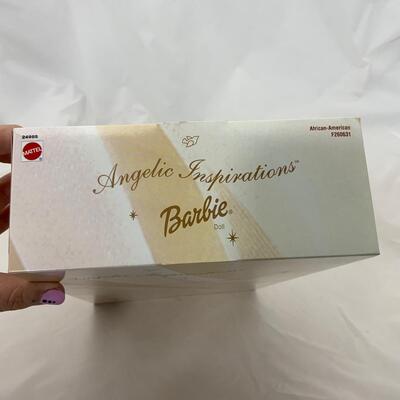 24985
MATTEL
African-American
F260631
Angelic Inspirations™
Barbie®
Doll